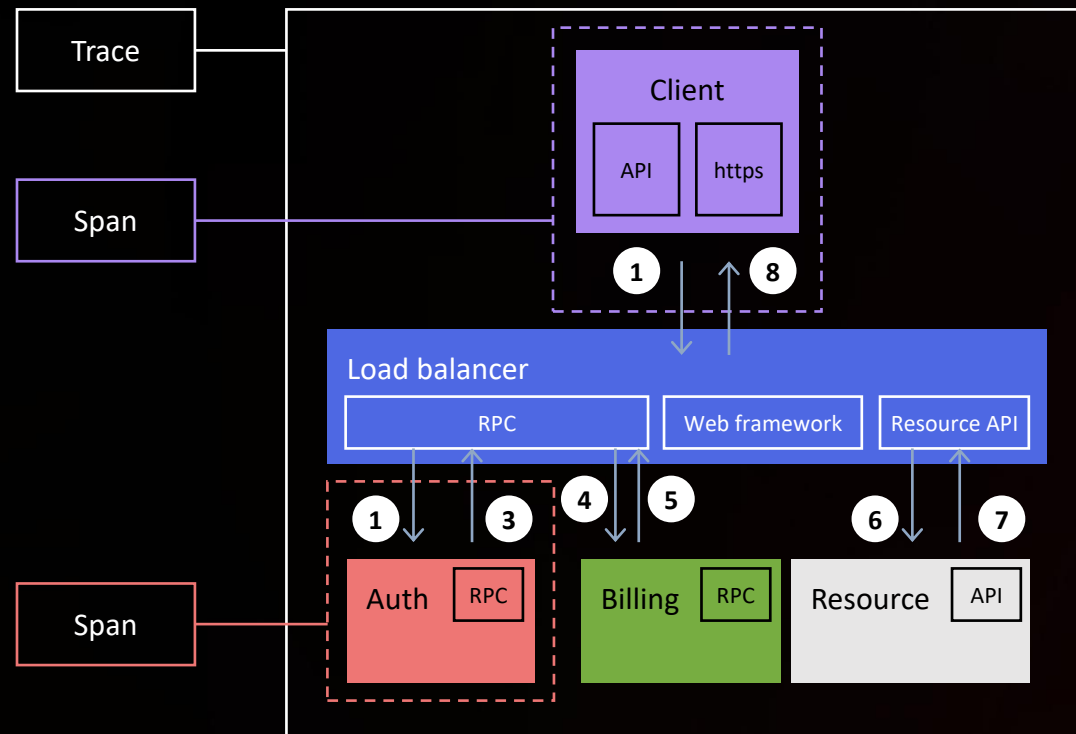 Trace
Client
API
https
Span
1
8
Load balancer
RPC
Web framework
Resource API
1
3
4
5
6
7
Span
Auth
RPC
Billing
RPC
Resource
API